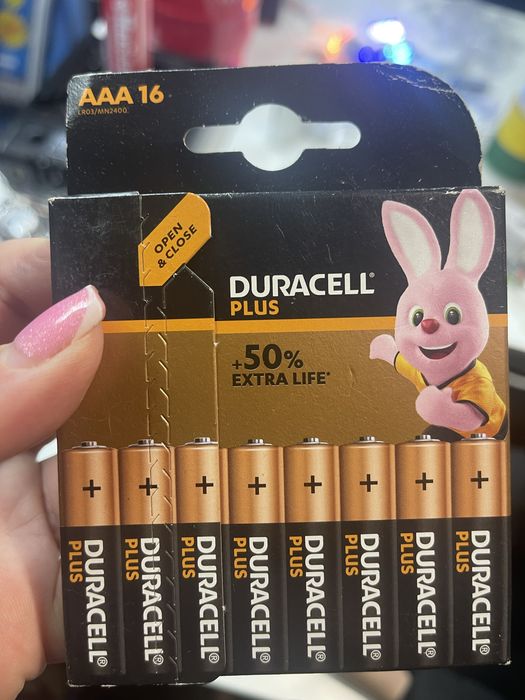 AAA 16
LR03/MN2400
OPEN
& CLOSE
DURACELL®
PLUS
+50%
EXTRA LIFE*
+
+
+
+
+
+
+
+
DURACELL®
PLUS
DURACELL®
PLUS
DURACELL®
PLUS
DURACELL®
PLUS
DURACELL®
PLUS
DURACELL®
PLUS
DURACELL®
PLUS
DURACELL®
PLUS